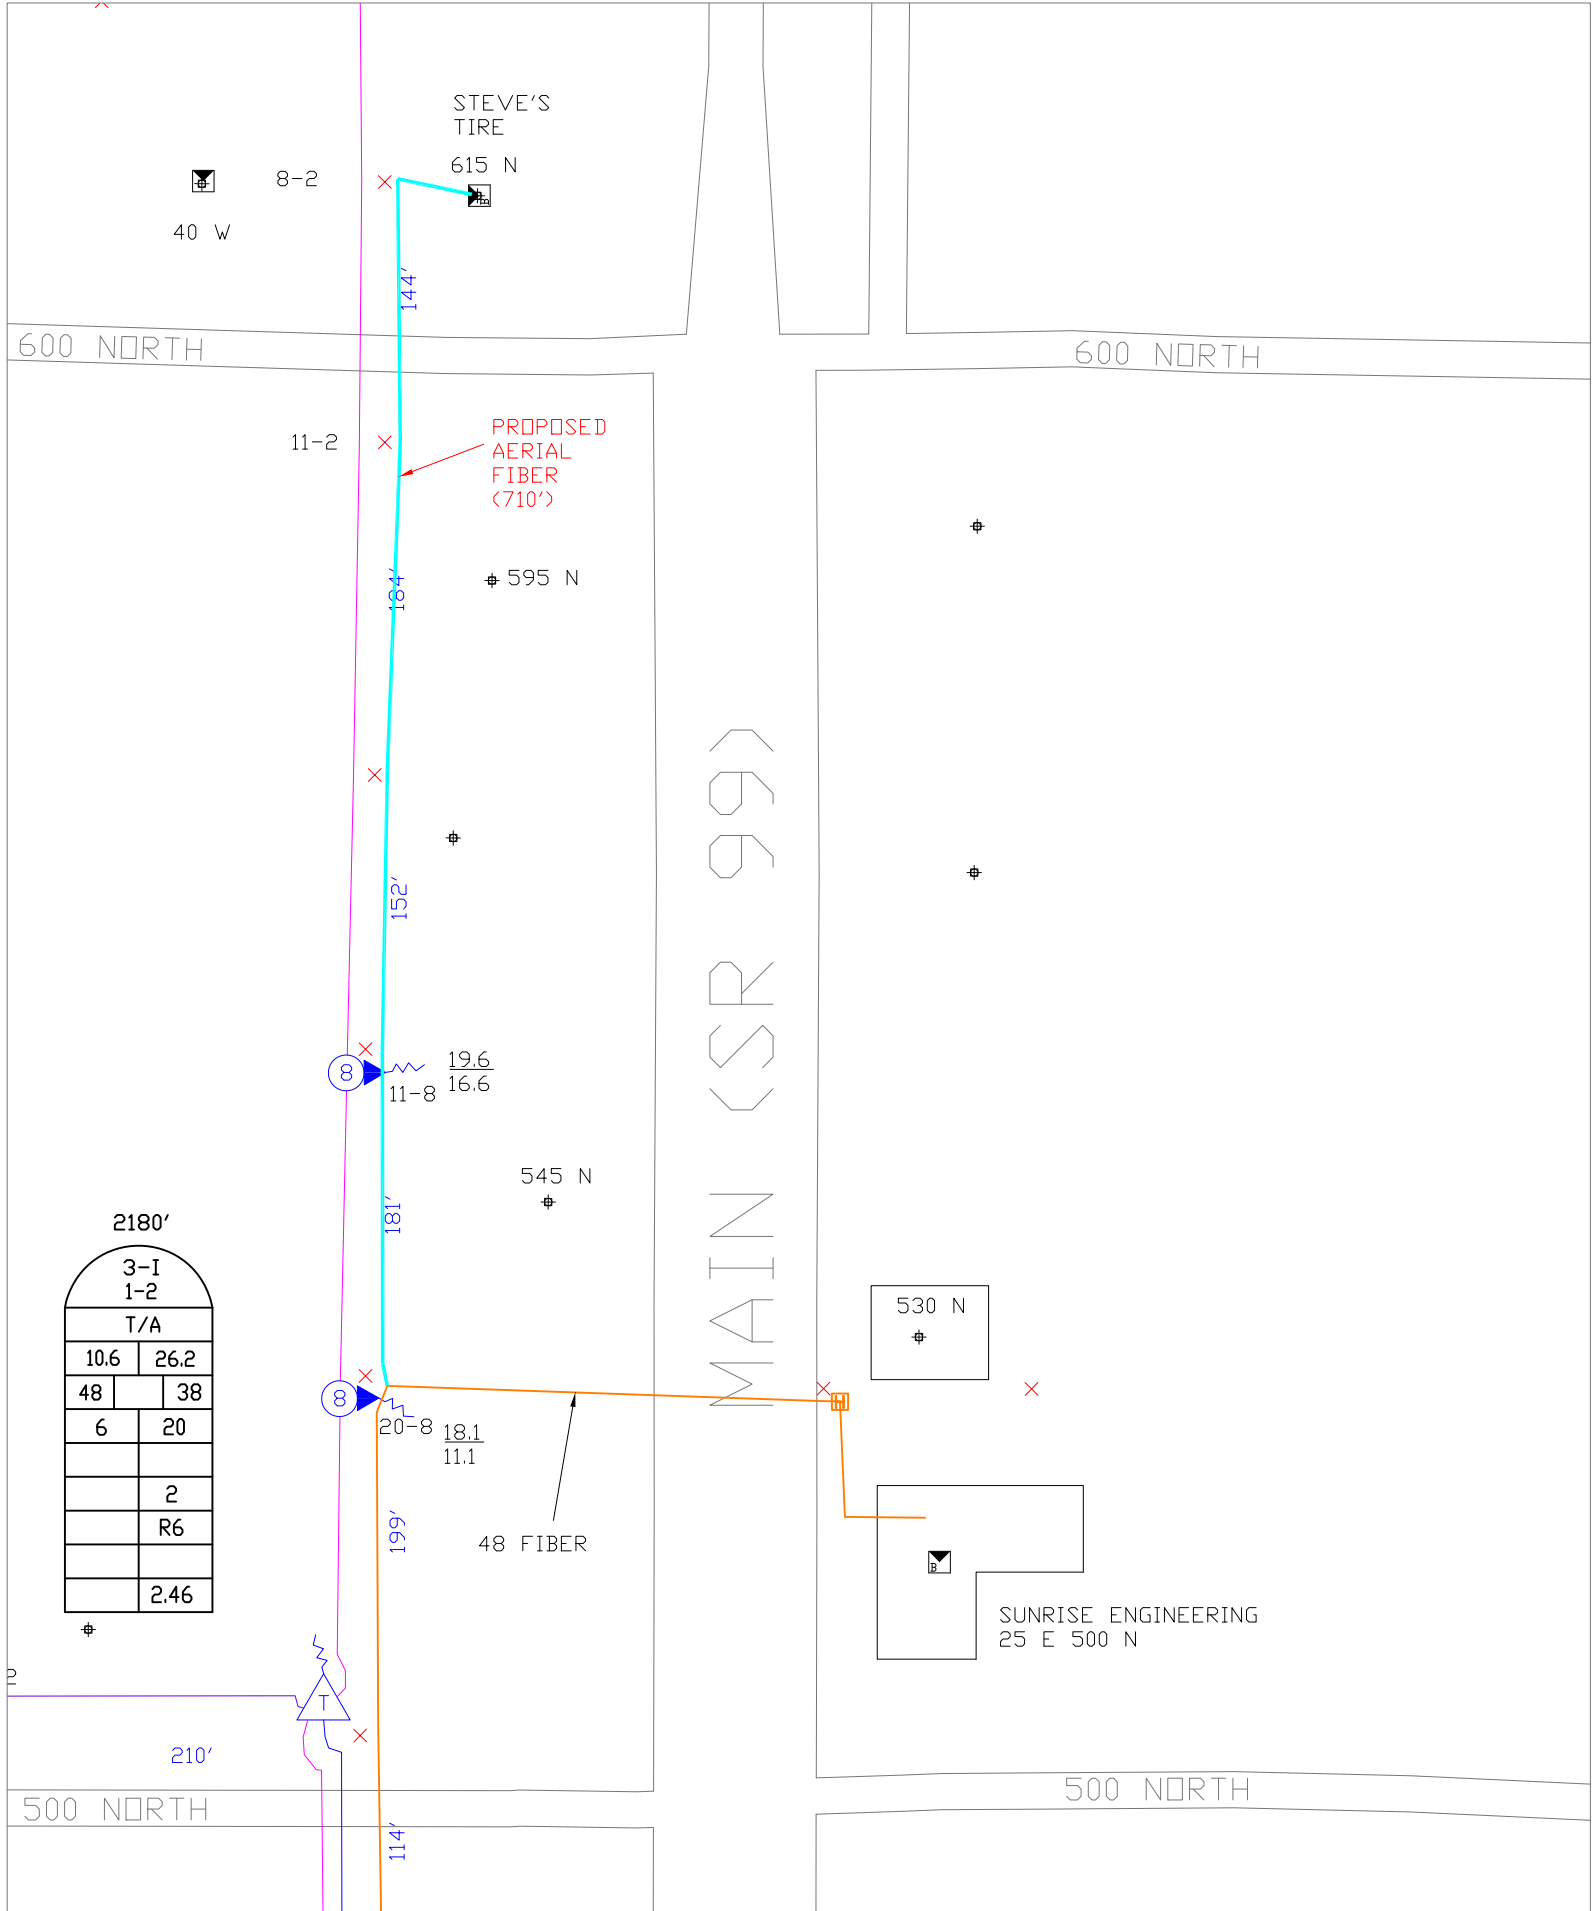 STEVE'S
TIRE
615 N
B
8-2
40 W
144'
600 NORTH
600 NORTH
11-2
PROPOSED
AERIAL
FIBER
(710')
184'
595 N
MAIN (SR 99)
152'
19.6
16.6
8
11-8
545 N
181'
2180'
3-I
1-2
T/A
10.6 26.2
48 38
6 20
2
R6
2.46
530 N
H
8
20-8
18.1
11.1
199'
48 FIBER
B
SUNRISE ENGINEERING
25 E 500 N
T
210'
500 NORTH
500 NORTH
114'